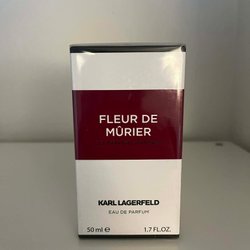 FLEUR DE
MÛRIER
KARL LAGERFELD
EAU DE PARFUM
50 ml e 1.7 FL.OZ.